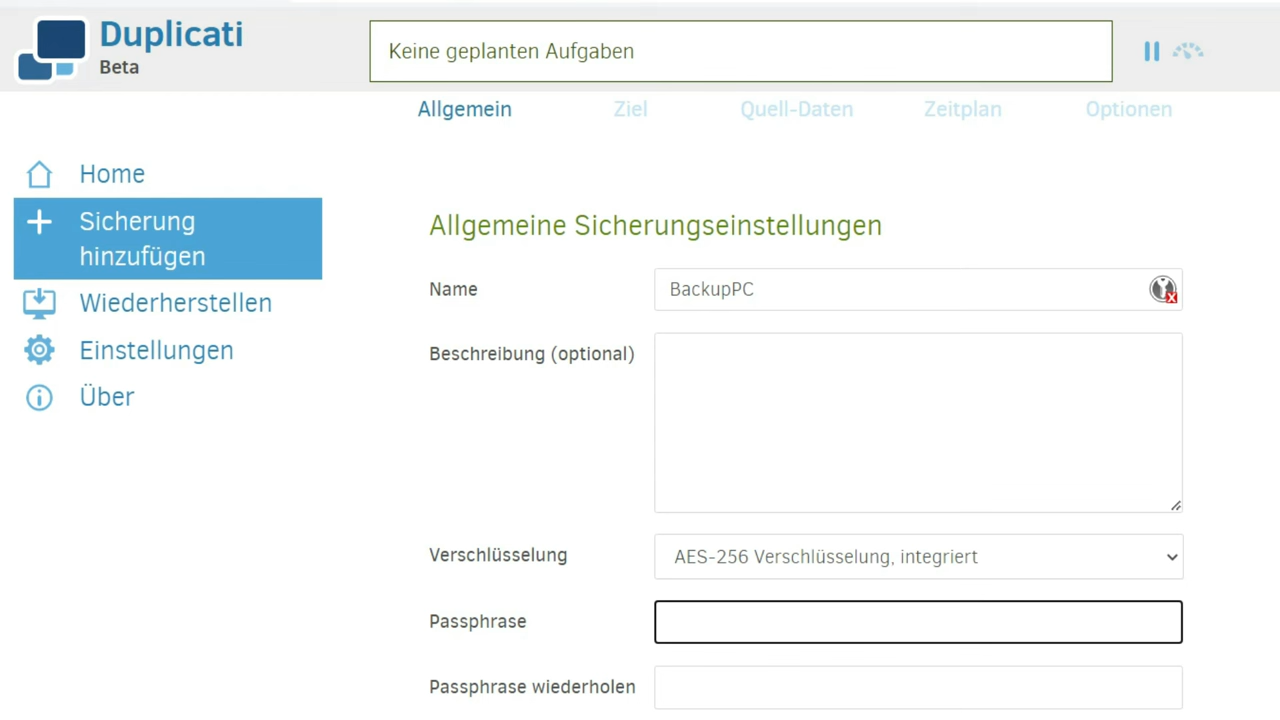 Duplicati
Beta
Keine geplanten Aufgaben
Allgemein Ziel Quell-Daten Zeitplan Optionen
Home
Sicherung
hinzufügen
Wiederherstellen
Einstellungen
Über
Allgemeine Sicherungseinstellungen
Name BackupPC
Beschreibung (optional)
Verschlüsselung AES-256 Verschlüsselung, integriert
Passphrase
Passphrase wiederholen